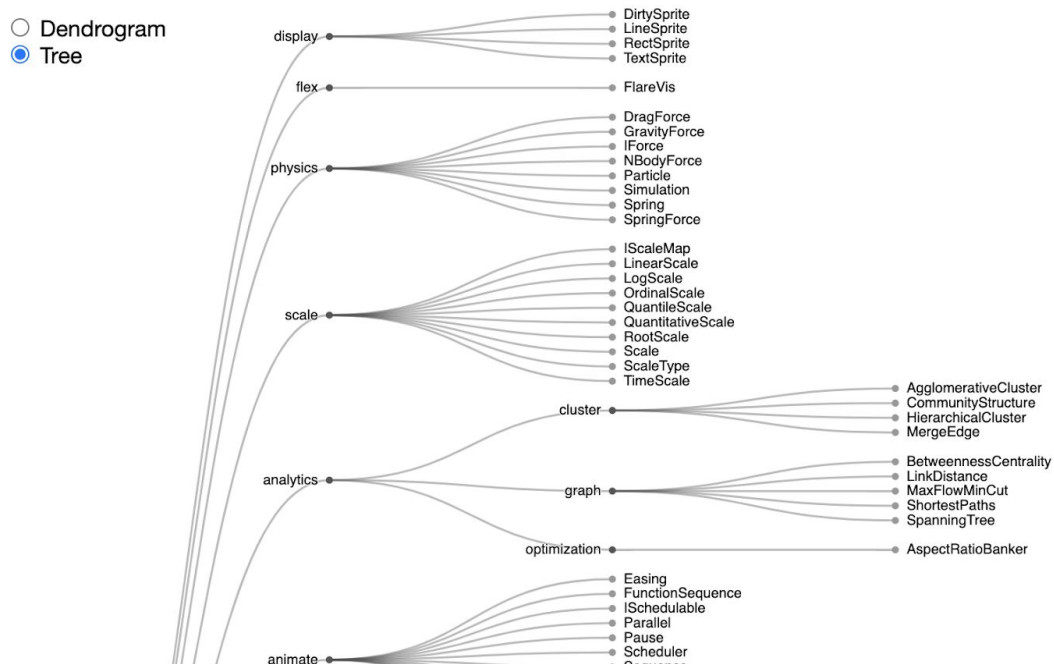 Dendrogram
Tree
display
DirtySprite
LineSprite
RectSprite
TextSprite
flex
FlareVis
physics
DragForce
GravityForce
IForce
NBodyForce
Particle
Simulation
Spring
SpringForce
scale
IScaleMap
LinearScale
LogScale
OrdinalScale
QuantileScale
QuantitativeScale
RootScale
Scale
ScaleType
TimeScale
analytics
cluster
AgglomerativeCluster
CommunityStructure
HierarchicalCluster
MergeEdge
graph
BetweennessCentrality
LinkDistance
MaxFlowMinCut
ShortestPaths
SpanningTree
optimization
AspectRatioBanker
animate
Easing
FunctionSequence
ISchedulable
Parallel
Pause
Scheduler